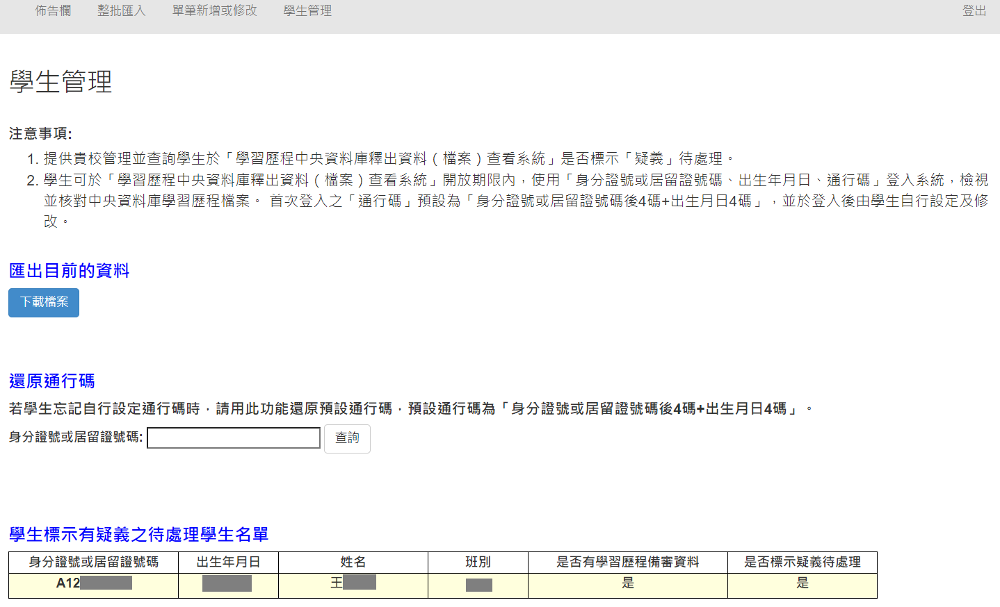 佈告欄 整批匯入 單筆新增或修改 學生管理 登出
學生管理
注意事項:
1. 提供貴校管理並查詢學生於「學習歷程中央資料庫釋出資料（檔案）查看系統」是否標示「疑義」待處理。
2. 學生可於「學習歷程中央資料庫釋出資料（檔案）查看系統」開放期限內，使用「身分證號或居留證號碼、出生年月日、通行碼」登入系統，檢視
並核對中央資料庫學習歷程檔案。 首次登入之「通行碼」預設為「身分證號或居留證號碼後4碼+出生月日4碼」，並於登入後由學生自行設定及修
改。
匯出目前的資料
下載檔案
還原通行碼
若學生忘記自行設定通行碼時，請用此功能還原預設通行碼，預設通行碼為「身分證號或居留證號碼後4碼+出生月日4碼」。
身分證號或居留證號碼: 查詢
學生標示有疑義之待處理學生名單
身分證號或居留證號碼 出生年月日 姓名 班別 是否有學習歷程備審資料 是否標示疑義待處理
A12 王 是 是